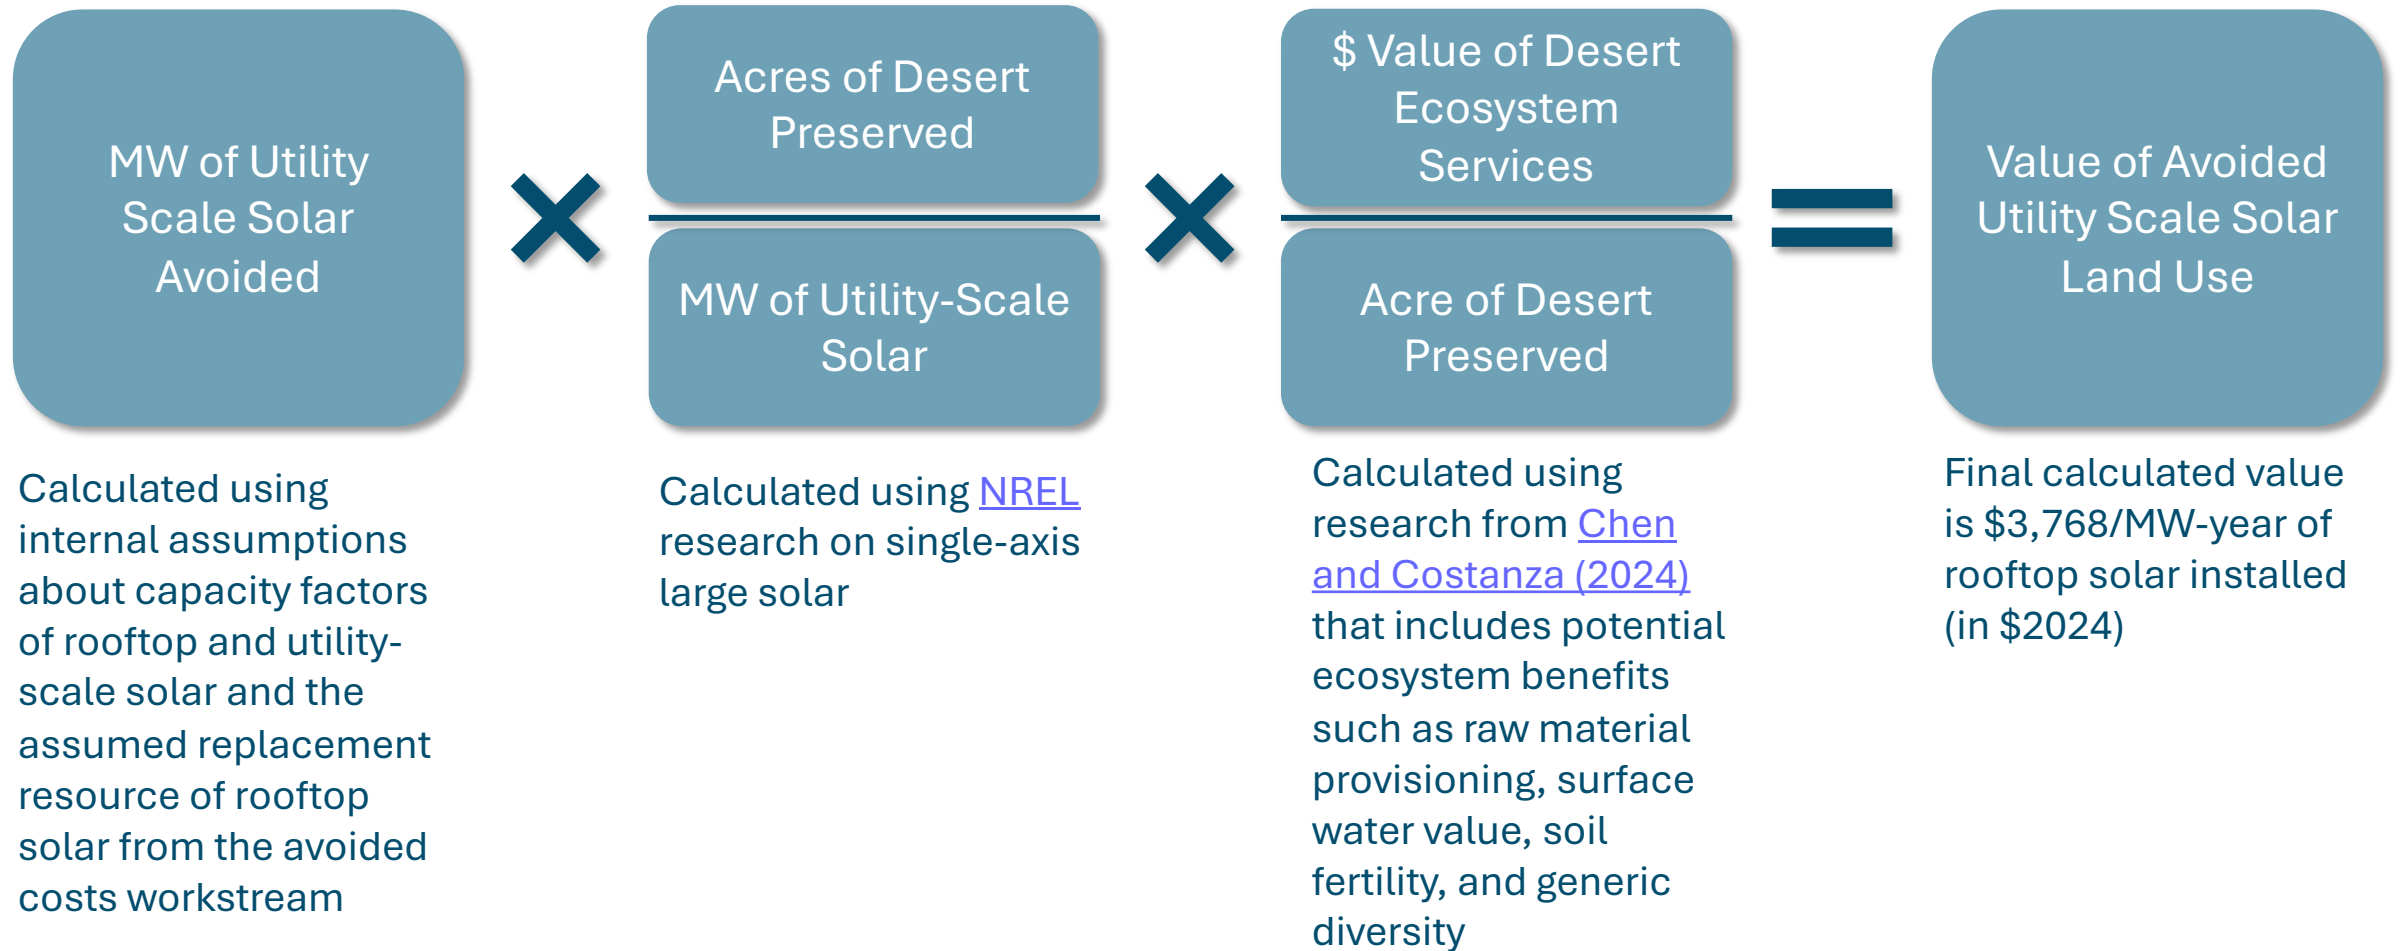 MW of Utility
Scale Solar
Avoided
Acres of Desert
Preserved
MW of Utility-Scale
Solar
$ Value of Desert
Ecosystem
Services
Acre of Desert
Preserved
Value of Avoided
Utility Scale Solar
Land Use
Calculated using
internal assumptions
about capacity factors
of rooftop and utility-
scale solar and the
assumed replacement
resource of rooftop
solar from the avoided
costs workstream
Calculated using NREL
research on single-axis
large solar
Calculated using
research from Chen
and Costanza (2024)
that includes potential
ecosystem benefits
such as raw material
provisioning, surface
water value, soil
fertility, and generic
diversity
Final calculated value
is $3,768/MW-year of
rooftop solar installed
(in $2024)